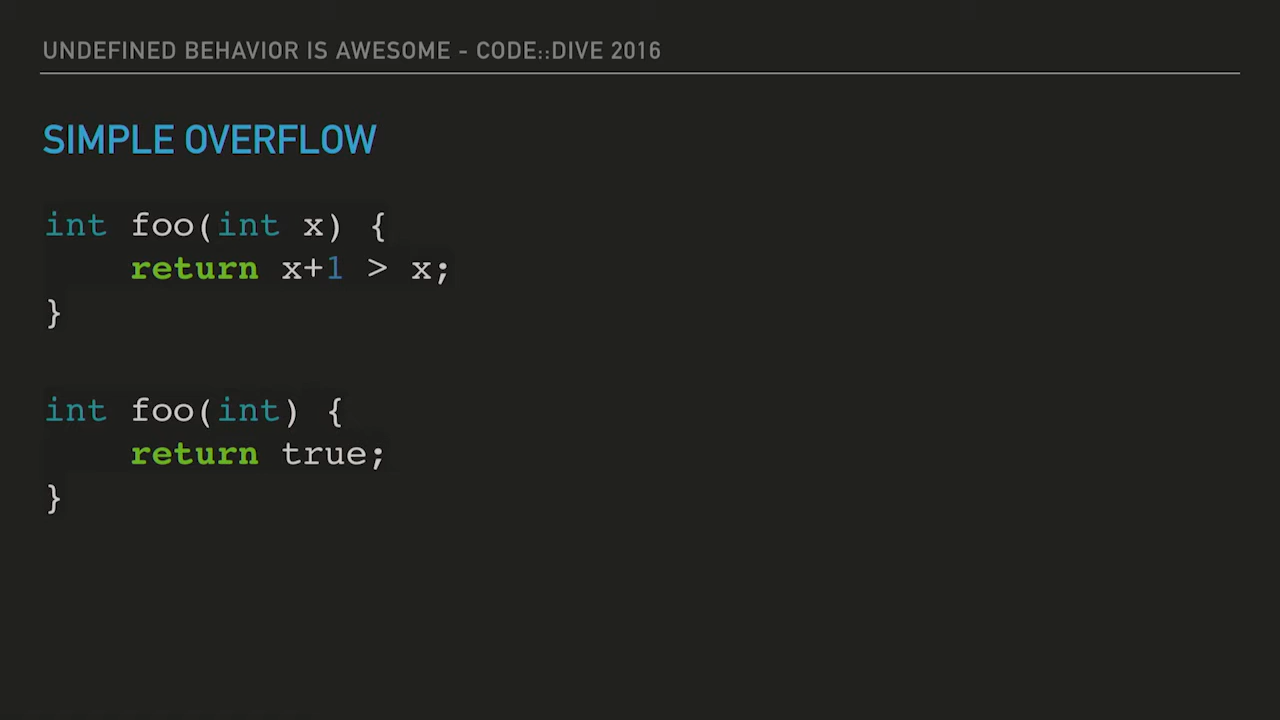 UNDEFINED BEHAVIOR IS AWESOME - CODE::DIVE 2016
SIMPLE OVERFLOW
int foo(int x) {
    return x+1 > x;
}
int foo(int) {
    return true;
}